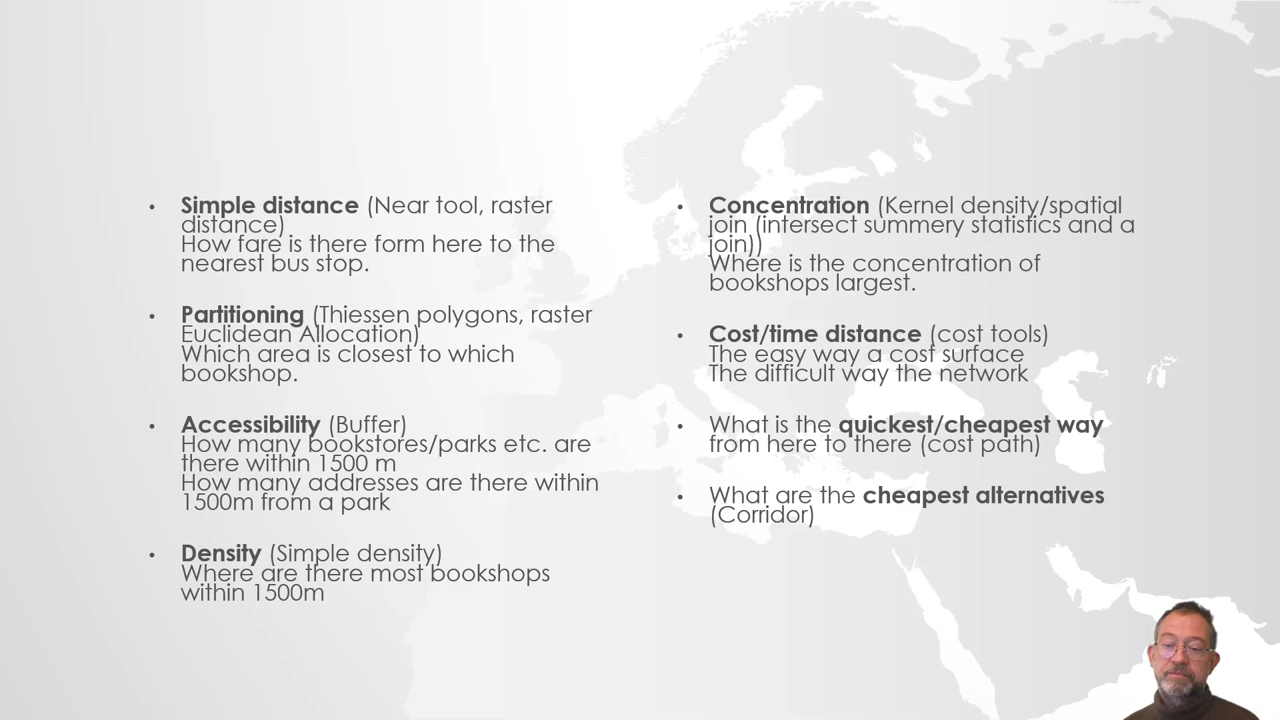 • Simple distance (Near tool, raster
distance)
How fare is there form here to the
nearest bus stop.
• Partitioning (Thiessen polygons, raster
Euclidean Allocation)
Which area is closest to which
bookshop.
• Accessibility (Buffer)
How many bookstores/parks etc. are
there within 1500 m
How many addresses are there within
1500m from a park
• Density (Simple density)
Where are there most bookshops
within 1500m
• Concentration (Kernel density/spatial
join (intersect summery statistics and a
join))
Where is the concentration of
bookshops largest.
• Cost/time distance (cost tools)
The easy way a cost surface
The difficult way the network
• What is the quickest/cheapest way
from here to there (cost path)
• What are the cheapest alternatives
(Corridor)